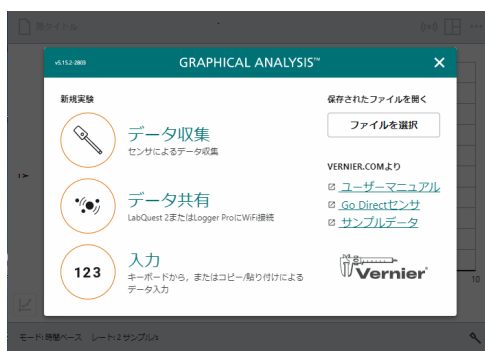 無タイトル
v5.15.2-2803
GRAPHICAL ANALYSIS™
新規実験
データ収集
センサによるデータ収集
データ共有
LabQuest 2またはLogger ProにWiFi接続
123
入力
キーボードから，またはコピー/貼り付けによる
データ入力
保存されたファイルを開く
ファイルを選択
VERNIER.COMより
ユーザーマニュアル
Go Directセンサ
サンプルデータ
Vernier
10
モード:時間ベース レート:2 サンプル/s